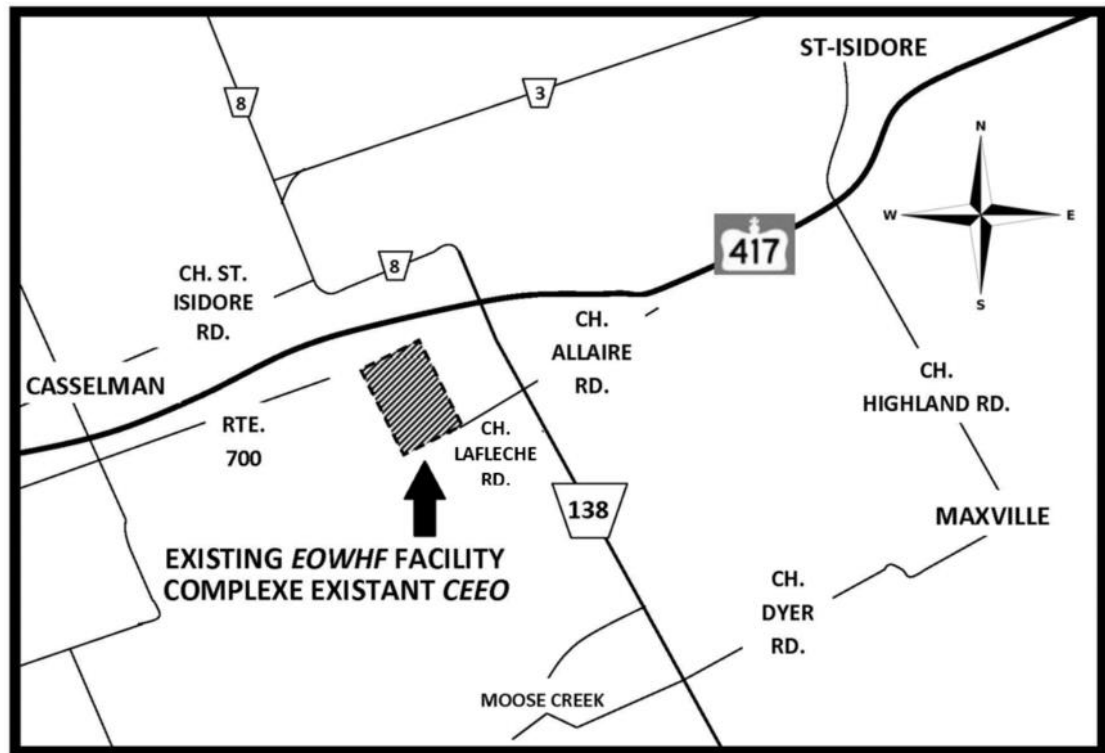 ST-ISIDORE
8
3
N
W
E
S
417
8
CH. ST.
ISIDORE
RD.
CH.
ALLAIRE
RD.
CASSELMAN
RTE.
700
CH.
LAFLECHE
RD.
CH.
HIGHLAND RD.
138
MAXVILLE
EXISTING EOWHF FACILITY
COMPLEXE EXISTANT CEEO
CH.
DYER
RD.
MOOSE CREEK